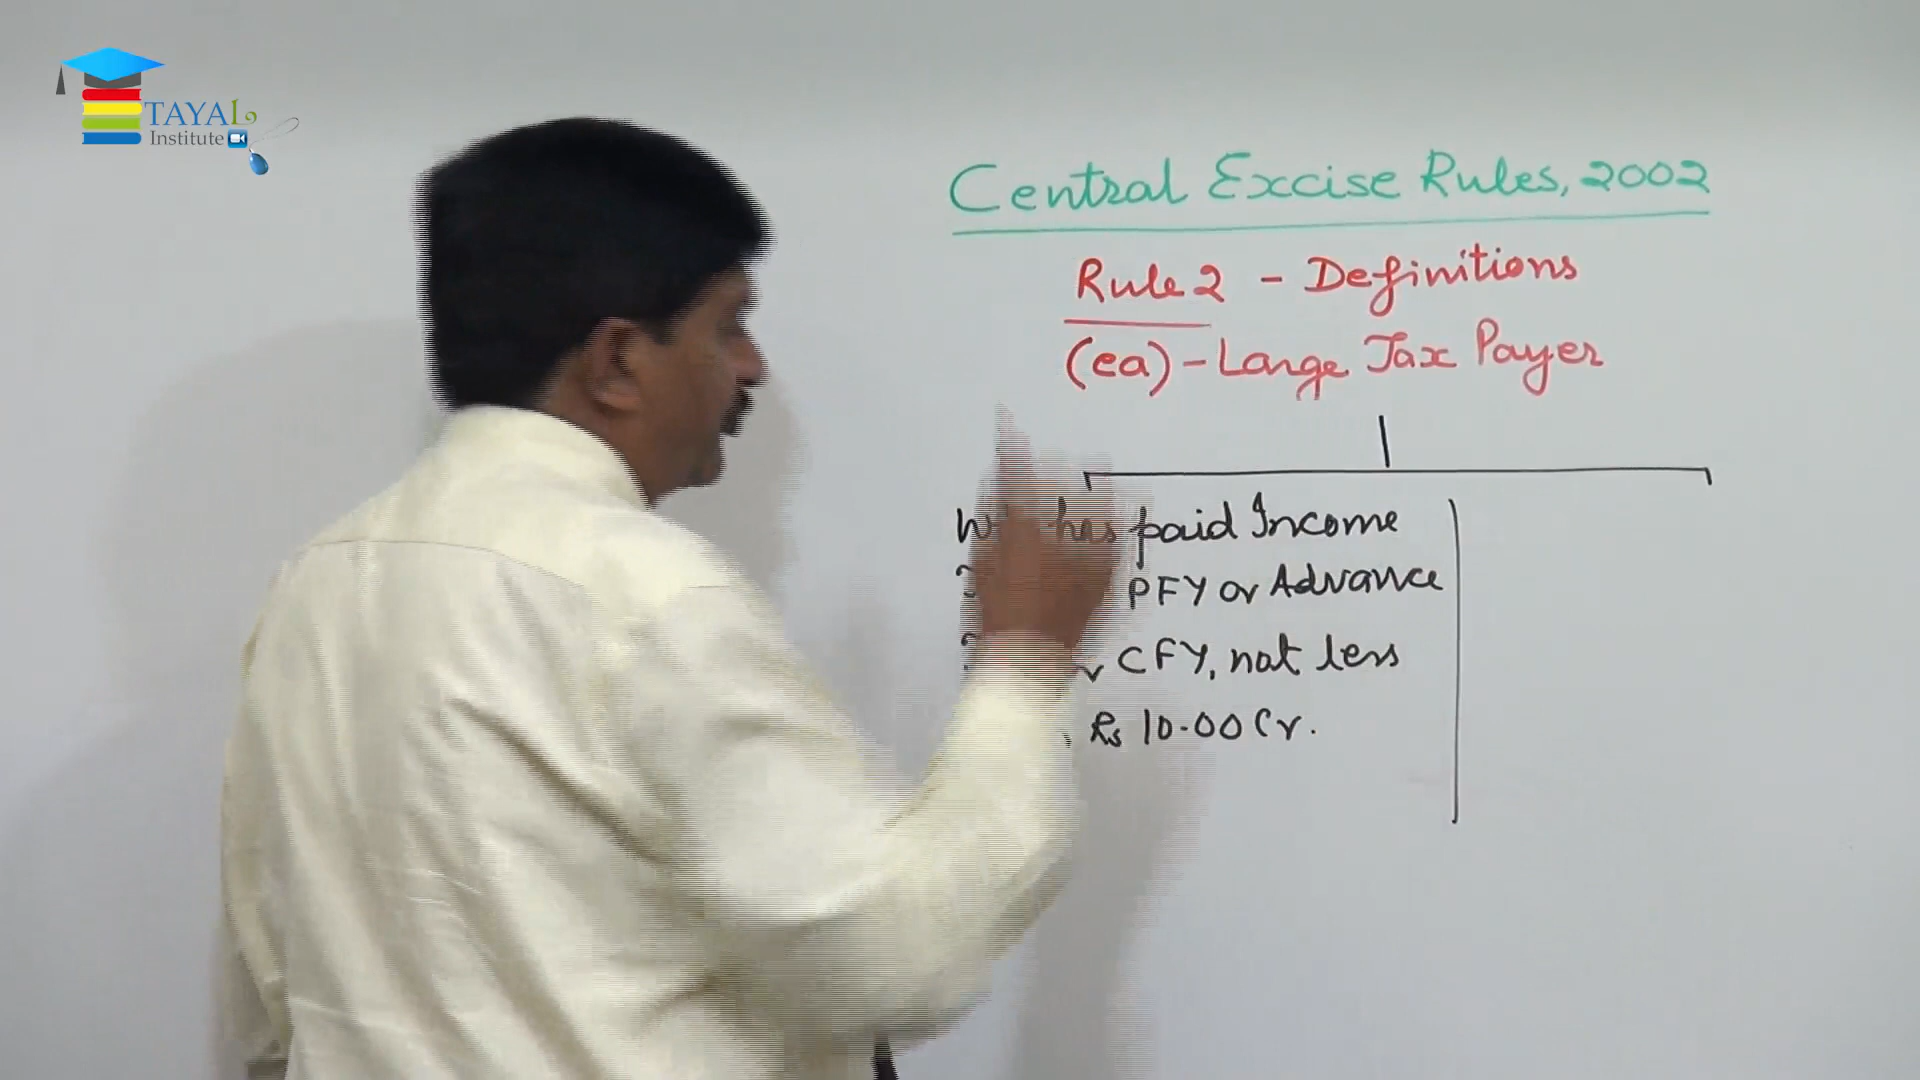 TAYAL
Institute
Central Excise Rules, 2002
Rule 2 - Definitions
(ea) - Large Tax Payer
has paid Income
PFY or Advance
CFY, not less
Rs 10.00 Cr.